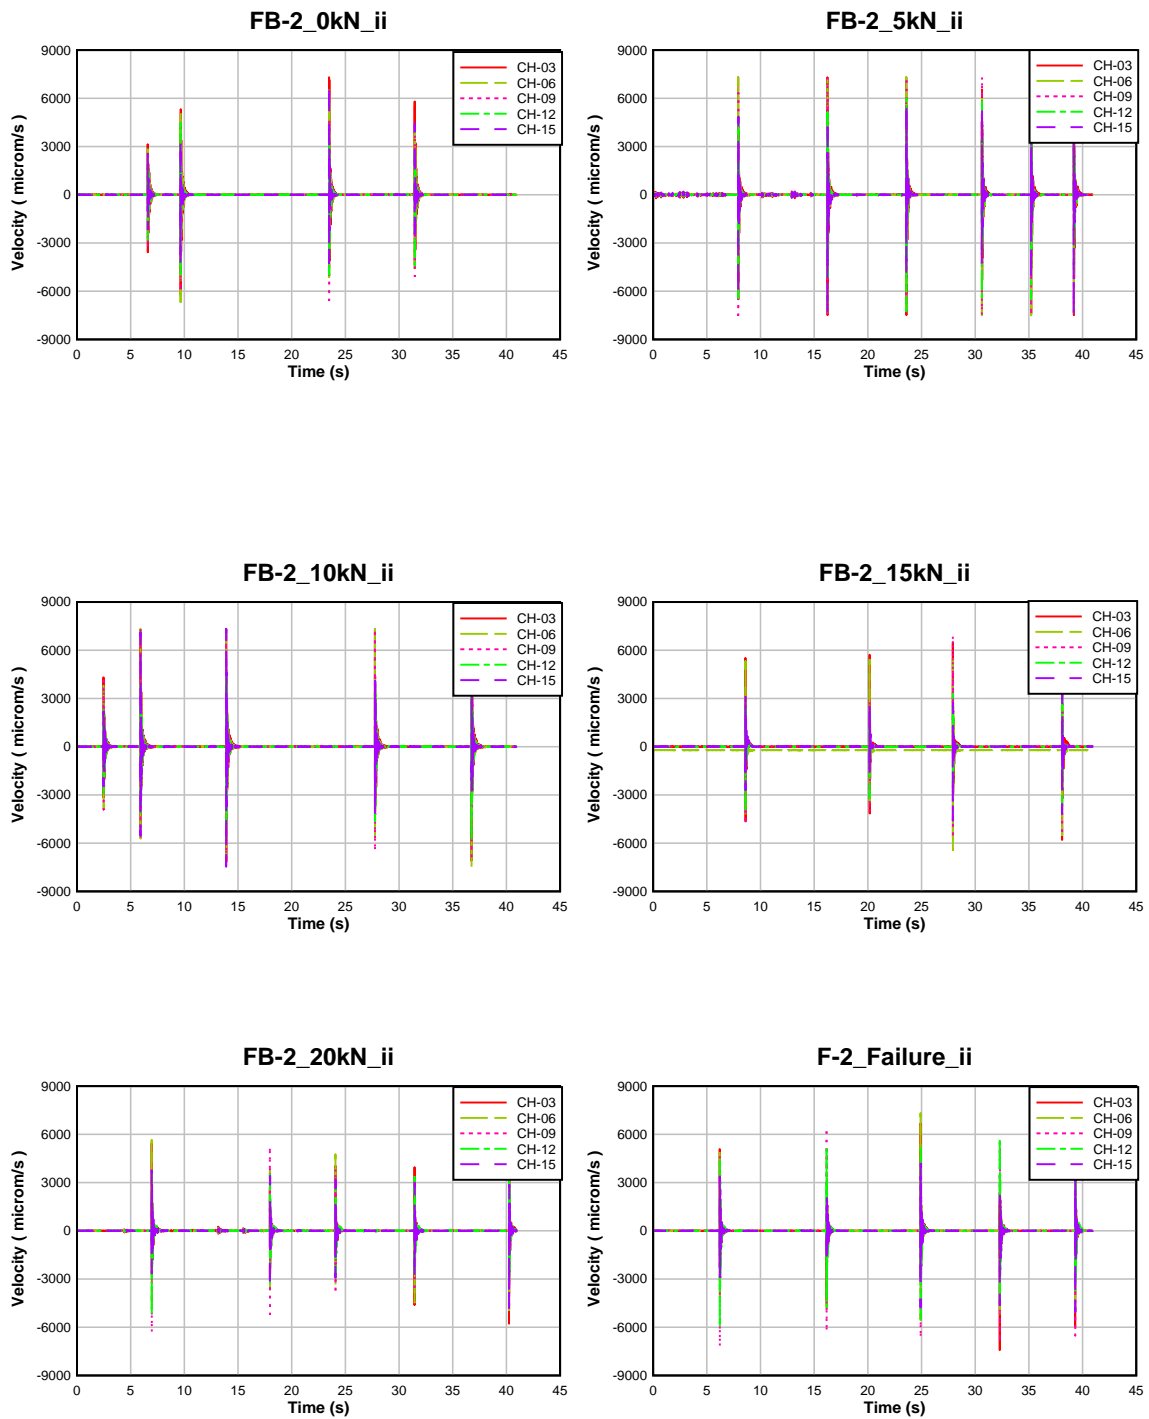 FB-2_0kN_ii
9000
6000
3000
0
-3000
-6000
-9000
Velocity ( microm/s )
0 5 10 15 20 25 30 35 40 45
Time (s)
CH-03
CH-06
CH-09
CH-12
CH-15
FB-2_5kN_ii
9000
6000
3000
0
-3000
-6000
-9000
Velocity ( microm/s )
0 5 10 15 20 25 30 35 40 45
Time (s)
CH-03
CH-06
CH-09
CH-12
CH-15
FB-2_10kN_ii
9000
6000
3000
0
-3000
-6000
-9000
Velocity ( microm/s )
0 5 10 15 20 25 30 35 40 45
Time (s)
CH-03
CH-06
CH-09
CH-12
CH-15
FB-2_15kN_ii
9000
6000
3000
0
-3000
-6000
-9000
Velocity ( microm/s )
0 5 10 15 20 25 30 35 40 45
Time (s)
CH-03
CH-06
CH-09
CH-12
CH-15
FB-2_20kN_ii
9000
6000
3000
0
-3000
-6000
-9000
Velocity ( microm/s )
0 5 10 15 20 25 30 35 40 45
Time (s)
CH-03
CH-06
CH-09
CH-12
CH-15
F-2_Failure_ii
9000
6000
3000
0
-3000
-6000
-9000
Velocity ( microm/s )
0 5 10 15 20 25 30 35 40 45
Time (s)
CH-03
CH-06
CH-09
CH-12
CH-15